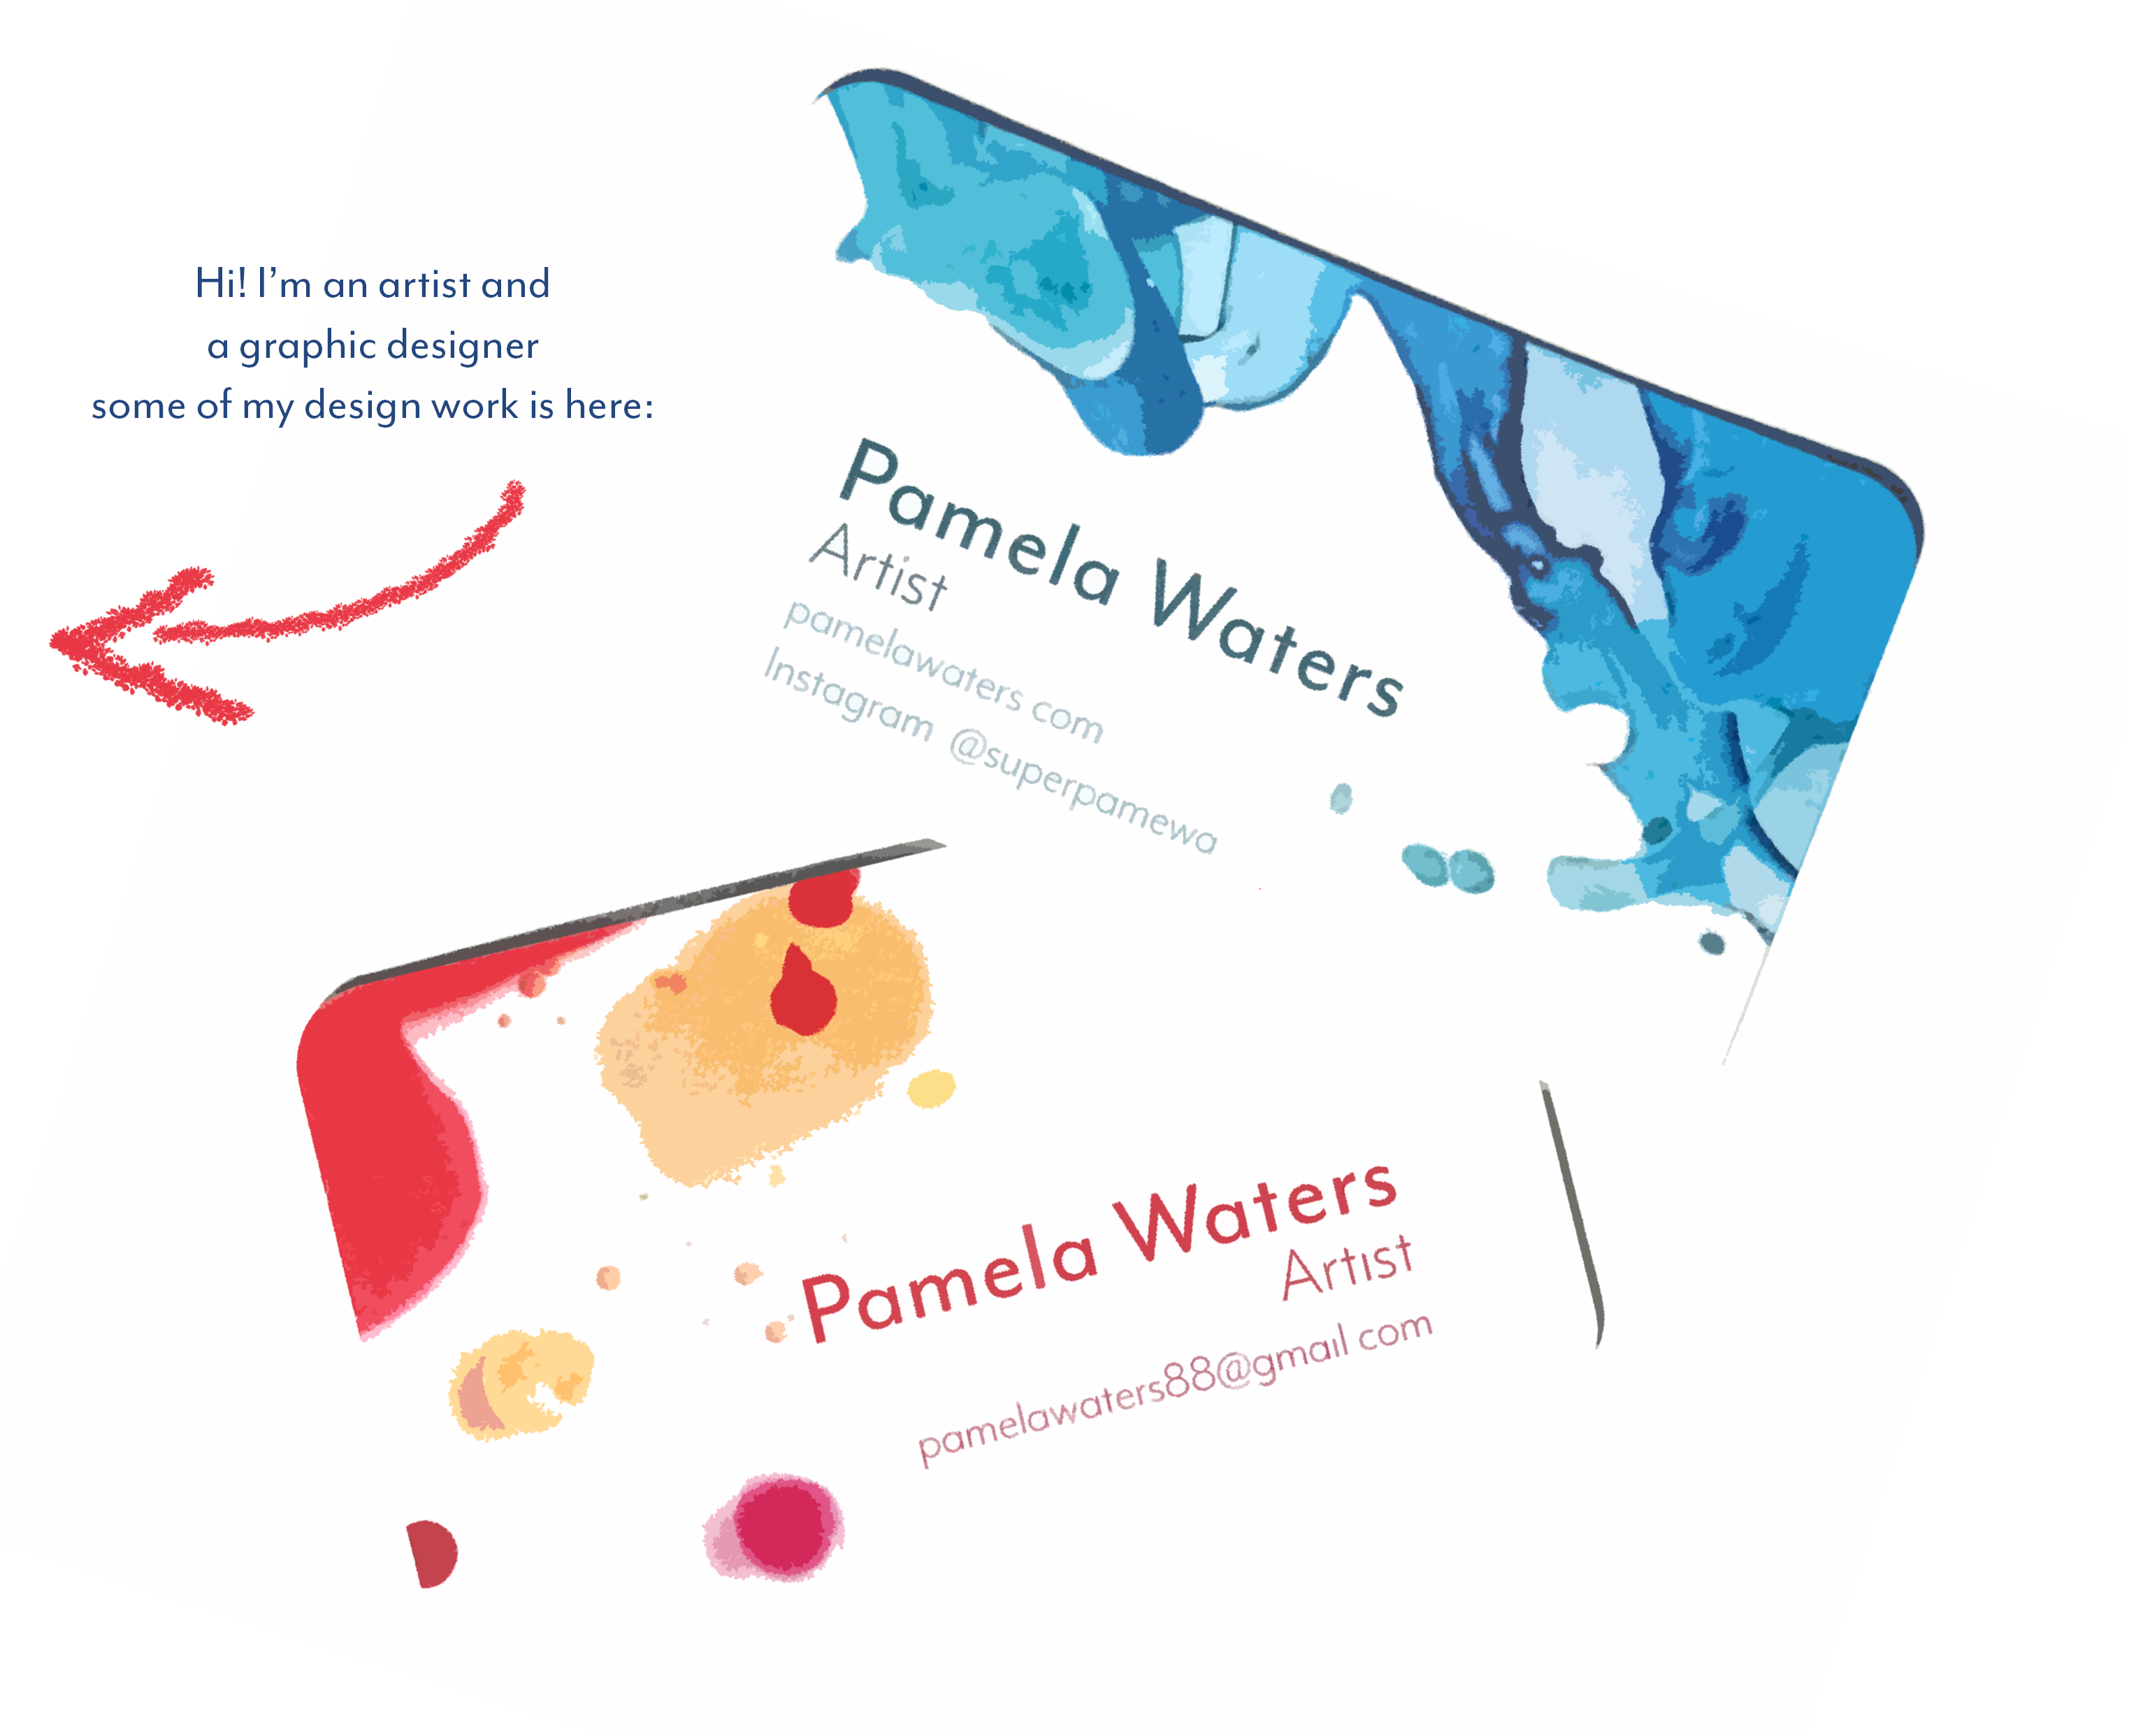 Hi! I'm an artist and
a graphic designer
some of my design work is here:
Pamela Waters
Artist
pamelawaters com
Instagram @superpamewa
Pamela Waters
Artist
pamelawaters88@gmail com